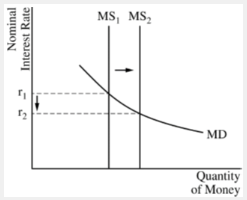 Nominal
Interest Rate
MS₁ MS₂
r₁
r₂
MD
Quantity
of Money